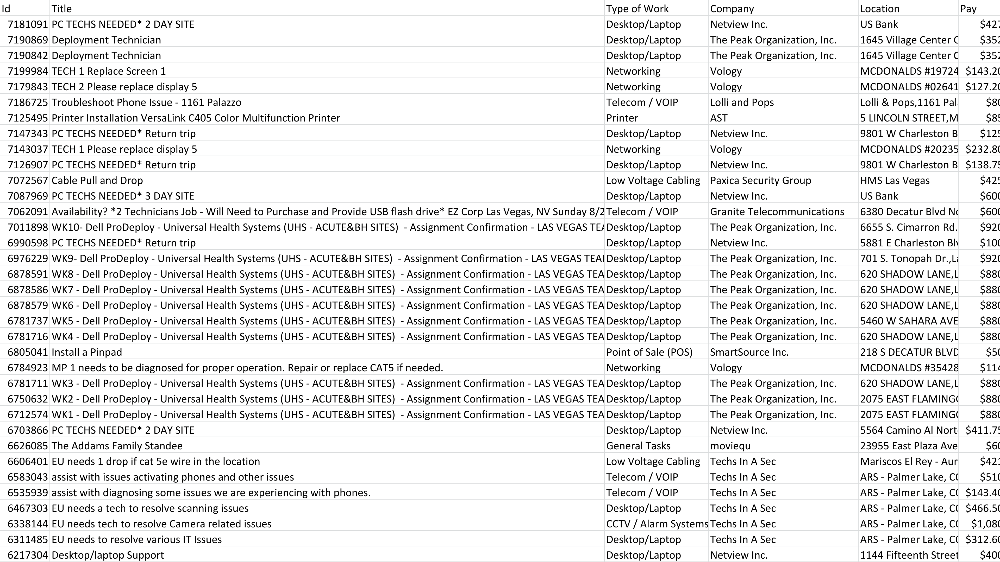 Id Title Type of Work Company Location Pay
7181091 PC TECHS NEEDED* 2 DAY SITE Desktop/Laptop Netview Inc. US Bank $427
7190869 Deployment Technician Desktop/Laptop The Peak Organization, Inc. 1645 Village Center C $352
7190842 Deployment Technician Desktop/Laptop The Peak Organization, Inc. 1645 Village Center C $352
7199984 TECH 1 Replace Screen 1 Networking Vology MCDONALDS #19724 $143.20
7179843 TECH 2 Please replace display 5 Networking Vology MCDONALDS #02641 $127.20
7186725 Troubleshoot Phone Issue - 1161 Palazzo Telecom / VOIP Lolli and Pops Lolli & Pops,1161 Pala $80
7125495 Printer Installation VersaLink C405 Color Multifunction Printer Printer AST 5 LINCOLN STREET,M $85
7147343 PC TECHS NEEDED* Return trip Desktop/Laptop Netview Inc. 9801 W Charleston B $125
7143037 TECH 1 Please replace display 5 Networking Vology MCDONALDS #20235 $232.80
7126907 PC TECHS NEEDED* Return trip Desktop/Laptop Netview Inc. 9801 W Charleston B $138.75
7072567 Cable Pull and Drop Low Voltage Cabling Paxica Security Group HMS Las Vegas $425
7087969 PC TECHS NEEDED* 3 DAY SITE Desktop/Laptop Netview Inc. US Bank $600
7062091 Availability? *2 Technicians Job - Will Need to Purchase and Provide USB flash drive* EZ Corp Las Vegas, NV Sunday 8/2 Telecom / VOIP Granite Telecommunications 6380 Decatur Blvd No $600
7011898 WK10- Dell ProDeploy - Universal Health Systems (UHS - ACUTE&BH SITES) - Assignment Confirmation - LAS VEGAS TEA Desktop/Laptop The Peak Organization, Inc. 6655 S. Cimarron Rd. $920
6990598 PC TECHS NEEDED* Return trip Desktop/Laptop Netview Inc. 5881 E Charleston Blv $100
6976229 WK9- Dell ProDeploy - Universal Health Systems (UHS - ACUTE&BH SITES) - Assignment Confirmation - LAS VEGAS TEAM Desktop/Laptop The Peak Organization, Inc. 701 S. Tonopah Dr.,La $920
6878591 WK8 - Dell ProDeploy - Universal Health Systems (UHS - ACUTE&BH SITES) - Assignment Confirmation - LAS VEGAS TEA Desktop/Laptop The Peak Organization, Inc. 620 SHADOW LANE,L $880
6878586 WK7 - Dell ProDeploy - Universal Health Systems (UHS - ACUTE&BH SITES) - Assignment Confirmation - LAS VEGAS TEA Desktop/Laptop The Peak Organization, Inc. 620 SHADOW LANE,L $880
6878579 WK6 - Dell ProDeploy - Universal Health Systems (UHS - ACUTE&BH SITES) - Assignment Confirmation - LAS VEGAS TEA Desktop/Laptop The Peak Organization, Inc. 620 SHADOW LANE,L $880
6781737 WK5 - Dell ProDeploy - Universal Health Systems (UHS - ACUTE&BH SITES) - Assignment Confirmation - LAS VEGAS TEA Desktop/Laptop The Peak Organization, Inc. 5460 W SAHARA AVE $880
6781716 WK4 - Dell ProDeploy - Universal Health Systems (UHS - ACUTE&BH SITES) - Assignment Confirmation - LAS VEGAS TEA Desktop/Laptop The Peak Organization, Inc. 620 SHADOW LANE,L $880
6805041 Install a Pinpad Point of Sale (POS) SmartSource Inc. 218 S DECATUR BLVD $50
6784923 MP 1 needs to be diagnosed for proper operation. Repair or replace CAT5 if needed. Networking Vology MCDONALDS #35428 $114
6781711 WK3 - Dell ProDeploy - Universal Health Systems (UHS - ACUTE&BH SITES) - Assignment Confirmation - LAS VEGAS TEA Desktop/Laptop The Peak Organization, Inc. 620 SHADOW LANE,L $880
6750632 WK2 - Dell ProDeploy - Universal Health Systems (UHS - ACUTE&BH SITES) - Assignment Confirmation - LAS VEGAS TEA Desktop/Laptop The Peak Organization, Inc. 2075 EAST FLAMINGO $880
6712574 WK1 - Dell ProDeploy - Universal Health Systems (UHS - ACUTE&BH SITES) - Assignment Confirmation - LAS VEGAS TEA Desktop/Laptop The Peak Organization, Inc. 2075 EAST FLAMINGO $880
6703866 PC TECHS NEEDED* 2 DAY SITE Desktop/Laptop Netview Inc. 5564 Camino Al Norte $411.75
6626085 The Addams Family Standee General Tasks moviequ 23955 East Plaza Ave $60
6606401 EU needs 1 drop if cat 5e wire in the location Low Voltage Cabling Techs In A Sec Mariscos El Rey - Aur $421
6583043 assist with issues activating phones and other issues Telecom / VOIP Techs In A Sec ARS - Palmer Lake, CO $510
6535939 assist with diagnosing some issues we are experiencing with phones. Telecom / VOIP Techs In A Sec ARS - Palmer Lake, CO $143.40
6467303 EU needs a tech to resolve scanning issues Desktop/Laptop Techs In A Sec ARS - Palmer Lake, CO $466.50
6338144 EU needs tech to resolve Camera related issues CCTV / Alarm Systems Techs In A Sec ARS - Palmer Lake, CO $1,080
6311485 EU needs to resolve various IT Issues Desktop/Laptop Techs In A Sec ARS - Palmer Lake, CO $312.60
6217304 Desktop/laptop Support Desktop/Laptop Netview Inc. 1144 Fifteenth Street $400